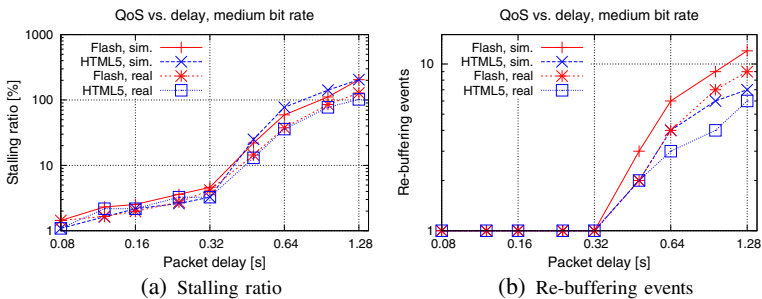 QoS vs. delay, medium bit rate
1000
100
10
1
Stalling ratio [%]
Flash, sim.
HTML5, sim.
Flash, real
HTML5, real
0.08 0.16 0.32 0.64 1.28
Packet delay [s]
(a) Stalling ratio
QoS vs. delay, medium bit rate
10
1
Re-buffering events
Flash, sim.
HTML5, sim.
Flash, real
HTML5, real
0.08 0.16 0.32 0.64 1.28
Packet delay [s]
(b) Re-buffering events